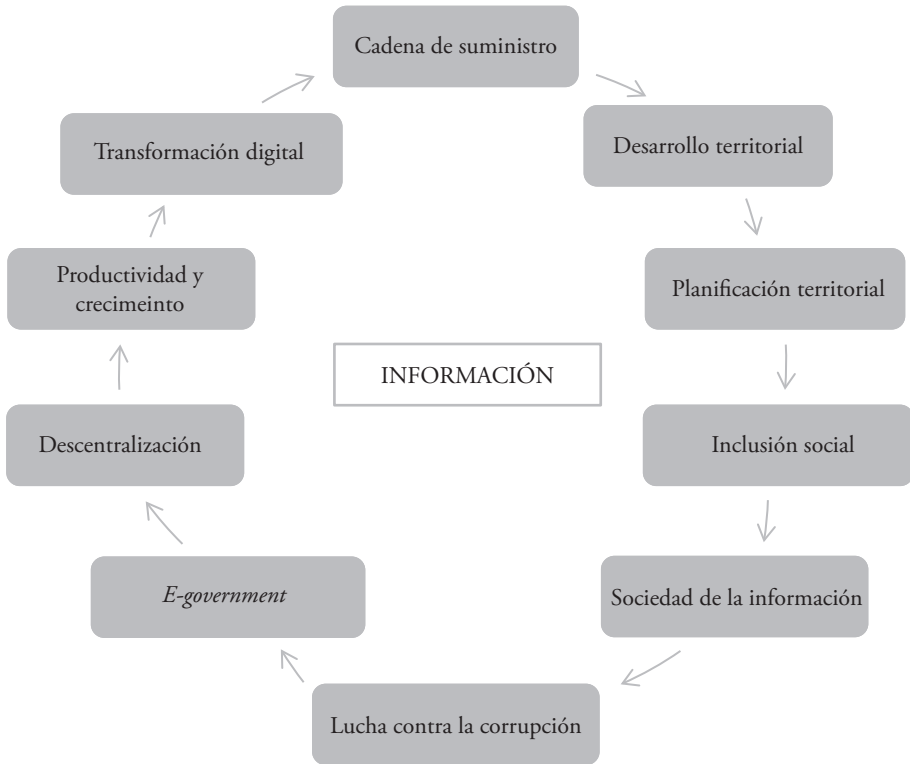 Cadena de suministro
Desarrollo territorial
Planificación territorial
Inclusión social
Sociedad de la información
Lucha contra la corrupción
E-government
Descentralización
Productividad y
crecimeinto
Transformación digital
INFORMACIÓN